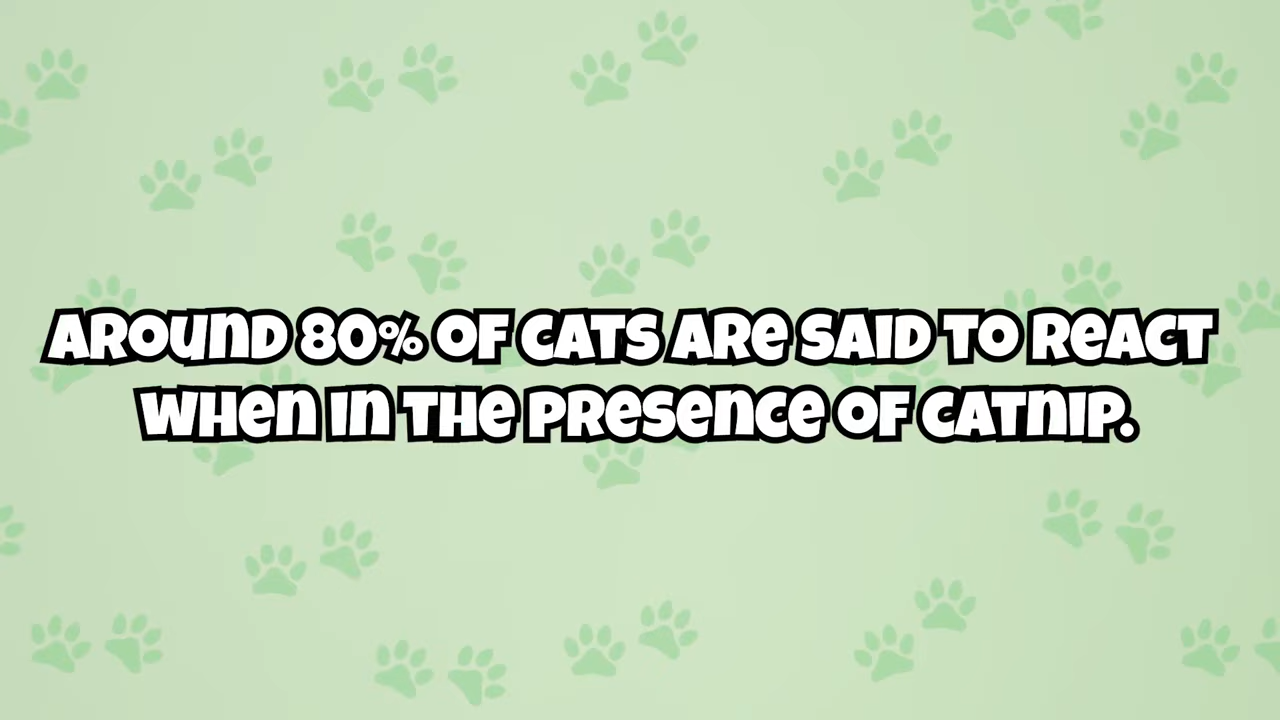 Around 80% of cats are said to react
when in the presence of catnip.